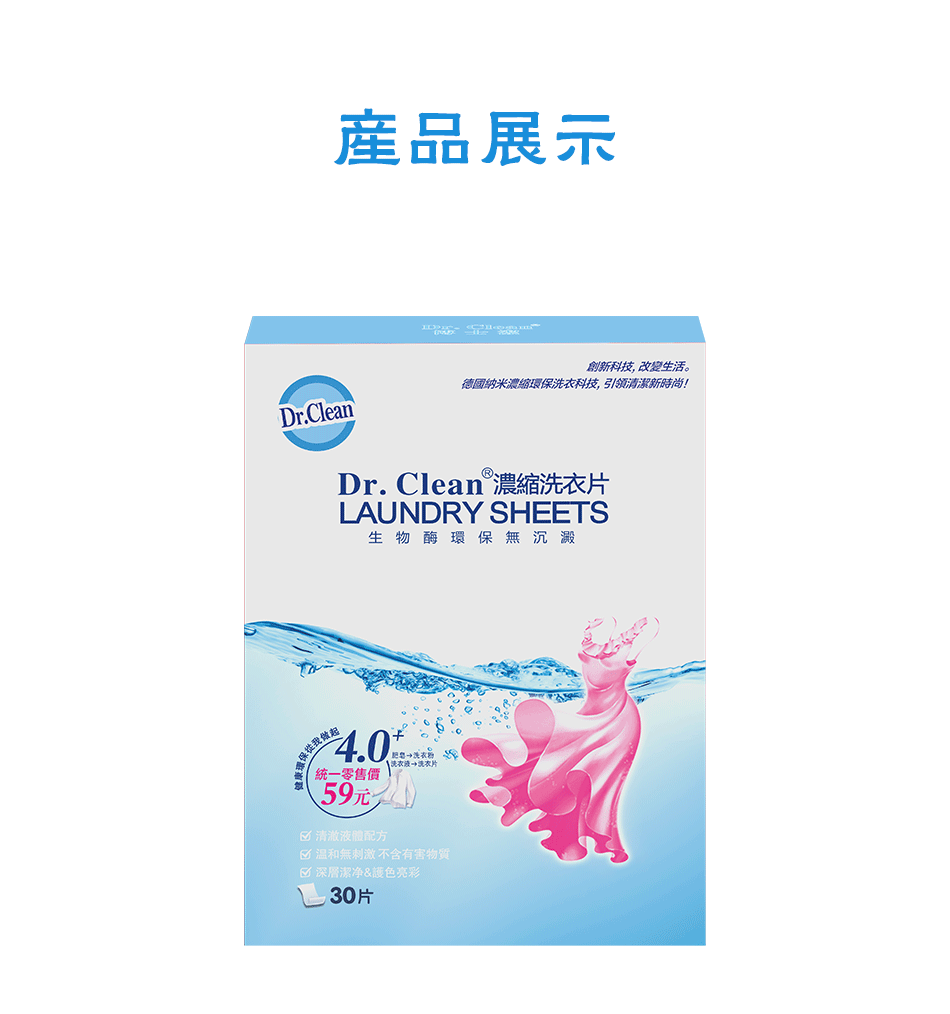 産品展示
Dr. Clean®
創新科技, 改變生活。
德國納米濃縮環保洗衣科技, 引領清潔新時尚!
Dr.Clean
Dr. Clean®濃縮洗衣片
LAUNDRY SHEETS
生物酶環保無沉澱
健康環保從我做起
4.0+
肥皂→洗衣粉
洗衣液→洗衣片
統一零售價
59元
清澈液體配方
溫和無刺激 不含有害物質
深層潔净&護色亮彩
30片